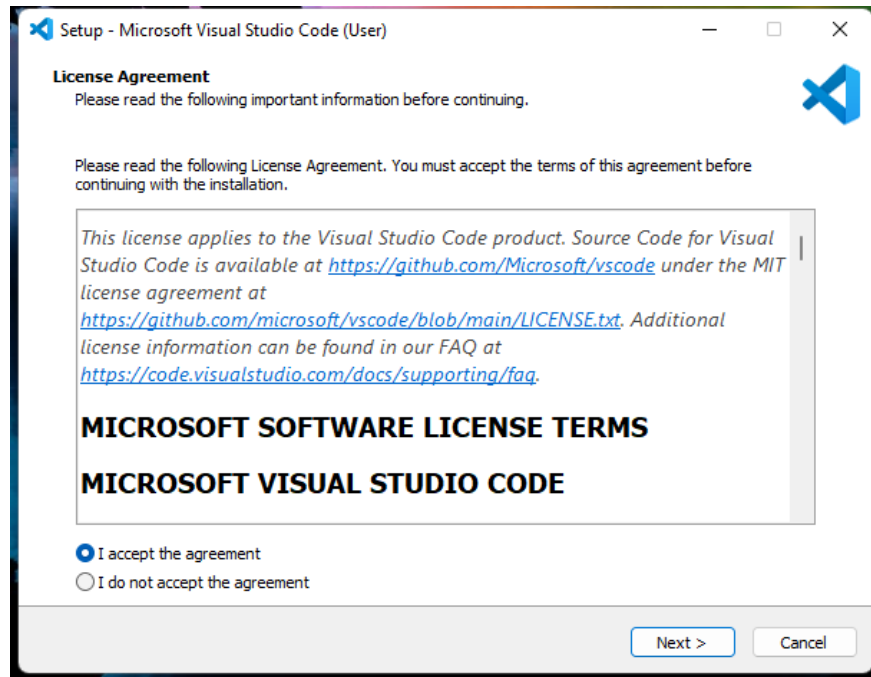 Setup - Microsoft Visual Studio Code (User)
License Agreement
Please read the following important information before continuing.
Please read the following License Agreement. You must accept the terms of this agreement before
continuing with the installation.
This license applies to the Visual Studio Code product. Source Code for Visual
Studio Code is available at https://github.com/Microsoft/vscode under the MIT
license agreement at
https://github.com/microsoft/vscode/blob/main/LICENSE.txt. Additional
license information can be found in our FAQ at
https://code.visualstudio.com/docs/supporting/faq.
MICROSOFT SOFTWARE LICENSE TERMS
MICROSOFT VISUAL STUDIO CODE
I accept the agreement
I do not accept the agreement
Next >
Cancel